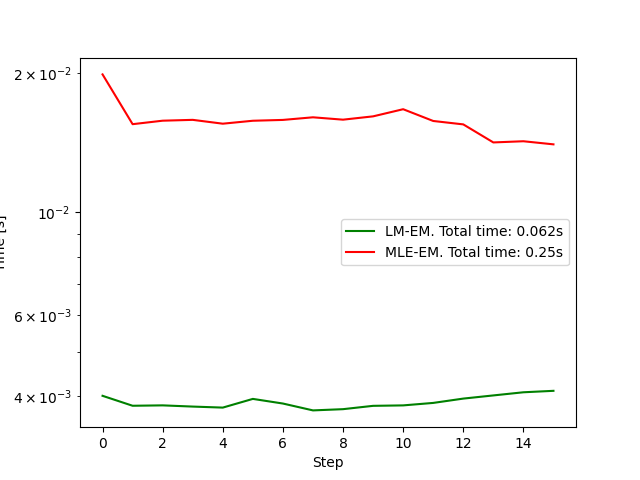 2 × 10⁻²
10⁻²
6 × 10⁻³
4 × 10⁻³
LM-EM. Total time: 0.062s
MLE-EM. Total time: 0.25s
0 2 4 6 8 10 12 14
Step